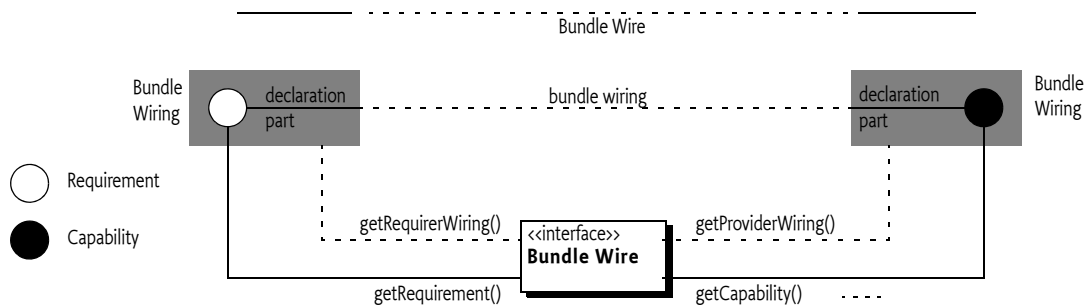 Bundle Wire
Bundle
Wiring
declaration
part
bundle wiring
declaration
part
Bundle
Wiring
Requirement
Capability
getRequirerWiring()
<<interface>>
Bundle Wire
getProviderWiring()
getRequirement()
getCapability()